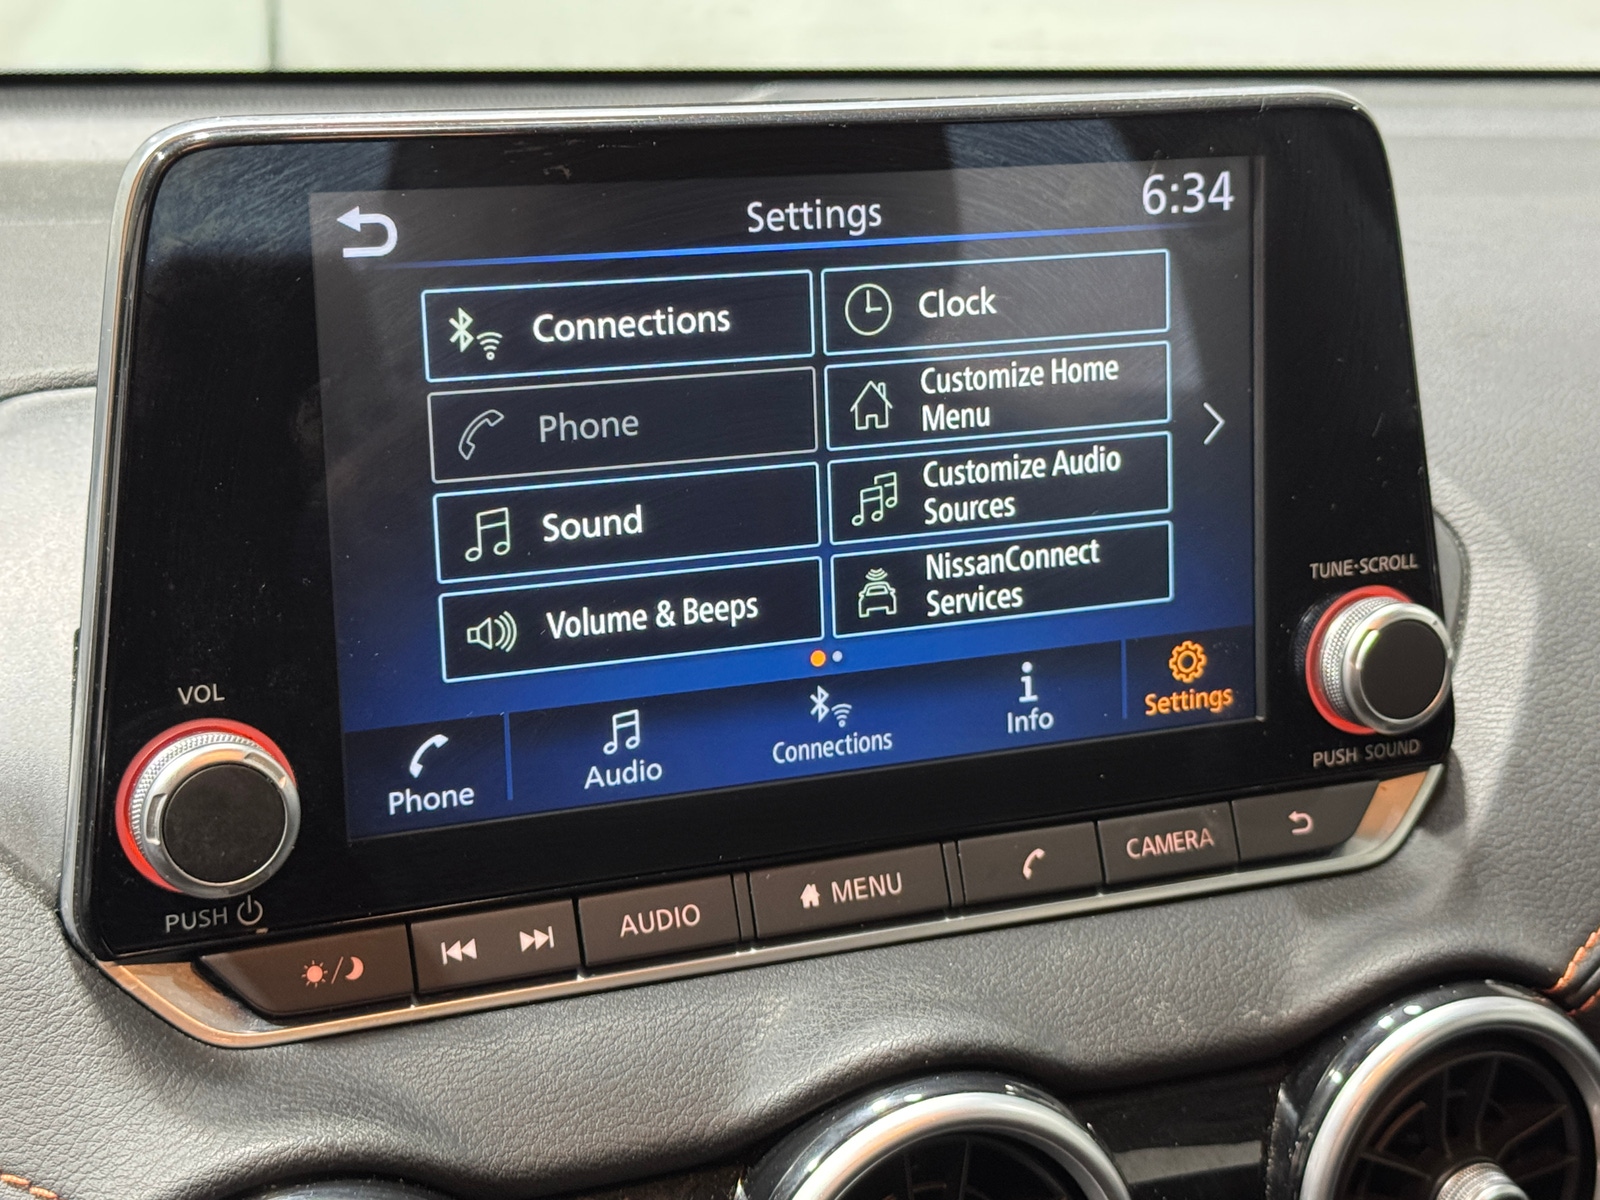 Settings
6:34
Connections
Clock
Phone
Customize Home
Menu
Sound
Customize Audio
Sources
Volume & Beeps
NissanConnect
Services
Phone
Audio
Connections
Info
Settings
VOL
PUSH
TUNE·SCROLL
PUSH SOUND
AUDIO
MENU
CAMERA